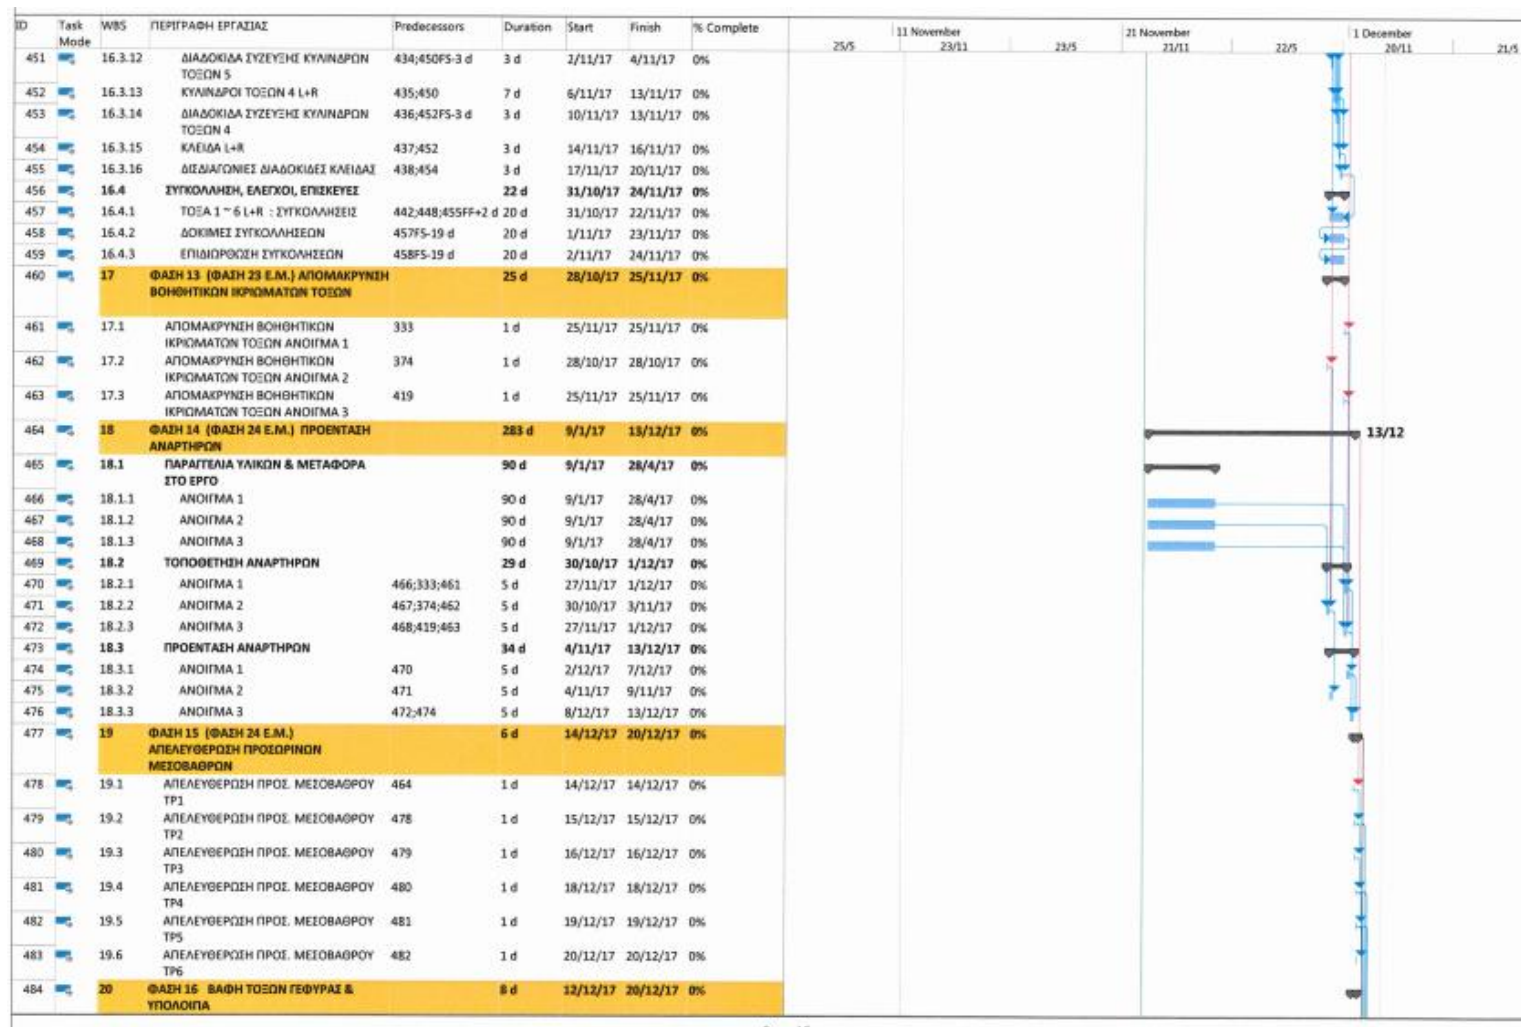 ID Task WBS ΠΕΡΙΓΡΑΦΗ ΕΡΓΑΣΙΑΣ Predecessors Duration Start Finish % Complete 11 November 21 November 1 December
Mode 25/5 23/11 23/5 21/11 22/5 20/11 21/5
451 16.3.12 ΔΙΑΔΟΚΙΔΑ ΣΥΖΕΥΞΗΣ ΚΥΛΙΝΔΡΩΝ 434;450FS-3 d 3 d 2/11/17 4/11/17 0%
ΤΟΞΩΝ 5
452 16.3.13 ΚΥΛΙΝΔΡΟΙ ΤΟΞΩΝ 4 L+R 435;450 7 d 6/11/17 13/11/17 0%
453 16.3.14 ΔΙΑΔΟΚΙΔΑ ΣΥΖΕΥΞΗΣ ΚΥΛΙΝΔΡΩΝ 436;452FS-3 d 3 d 10/11/17 13/11/17 0%
ΤΟΞΩΝ 4
454 16.3.15 ΚΛΕΙΔΑ L+R 437;452 3 d 14/11/17 16/11/17 0%
455 16.3.16 ΔΙΣΔΙΑΓΩΝΙΕΣ ΔΙΑΔΟΚΙΔΕΣ ΚΛΕΙΔΑΣ 438;454 3 d 17/11/17 20/11/17 0%
456 16.4 ΣΥΓΚΟΛΛΗΣΗ, ΕΛΕΓΧΟΙ, ΕΠΙΣΚΕΥΕΣ 22 d 31/10/17 24/11/17 0%
457 16.4.1 ΤΟΞΑ 1 ~ 6 L+R : ΣΥΓΚΟΛΛΗΣΕΙΣ 442;448;455FF+2 d 20 d 31/10/17 22/11/17 0%
458 16.4.2 ΔΟΚΙΜΕΣ ΣΥΓΚΟΛΛΗΣΕΩΝ 457FS-19 d 20 d 1/11/17 23/11/17 0%
459 16.4.3 ΕΠΙΔΙΟΡΘΩΣΗ ΣΥΓΚΟΛΗΣΕΩΝ 458FS-19 d 20 d 2/11/17 24/11/17 0%
460 17 ΦΑΣΗ 13 (ΦΑΣΗ 23 Ε.Μ.) ΑΠΟΜΑΚΡΥΝΣΗ 25 d 28/10/17 25/11/17 0%
ΒΟΗΘΗΤΙΚΩΝ ΙΚΡΙΩΜΑΤΩΝ ΤΟΞΩΝ
461 17.1 ΑΠΟΜΑΚΡΥΝΣΗ ΒΟΗΘΗΤΙΚΩΝ 333 1 d 25/11/17 25/11/17 0%
ΙΚΡΙΩΜΑΤΩΝ ΤΟΞΩΝ ΑΝΟΙΓΜΑ 1
462 17.2 ΑΠΟΜΑΚΡΥΝΣΗ ΒΟΗΘΗΤΙΚΩΝ 374 1 d 28/10/17 28/10/17 0%
ΙΚΡΙΩΜΑΤΩΝ ΤΟΞΩΝ ΑΝΟΙΓΜΑ 2
463 17.3 ΑΠΟΜΑΚΡΥΝΣΗ ΒΟΗΘΗΤΙΚΩΝ 419 1 d 25/11/17 25/11/17 0%
ΙΚΡΙΩΜΑΤΩΝ ΤΟΞΩΝ ΑΝΟΙΓΜΑ 3
464 18 ΦΑΣΗ 14 (ΦΑΣΗ 24 Ε.Μ.) ΠΡΟΕΝΤΑΣΗ 283 d 9/1/17 13/12/17 0% 13/12
ΑΝΑΡΤΗΡΩΝ
465 18.1 ΠΑΡΑΓΓΕΛΙΑ ΥΛΙΚΩΝ & ΜΕΤΑΦΟΡΑ 90 d 9/1/17 28/4/17 0%
ΣΤΟ ΕΡΓΟ
466 18.1.1 ΑΝΟΙΓΜΑ 1 90 d 9/1/17 28/4/17 0%
467 18.1.2 ΑΝΟΙΓΜΑ 2 90 d 9/1/17 28/4/17 0%
468 18.1.3 ΑΝΟΙΓΜΑ 3 90 d 9/1/17 28/4/17 0%
469 18.2 ΤΟΠΟΘΕΤΗΣΗ ΑΝΑΡΤΗΡΩΝ 29 d 30/10/17 1/12/17 0%
470 18.2.1 ΑΝΟΙΓΜΑ 1 466;333;461 5 d 27/11/17 1/12/17 0%
471 18.2.2 ΑΝΟΙΓΜΑ 2 467;374;462 5 d 30/10/17 3/11/17 0%
472 18.2.3 ΑΝΟΙΓΜΑ 3 468;419;463 5 d 27/11/17 1/12/17 0%
473 18.3 ΠΡΟΕΝΤΑΣΗ ΑΝΑΡΤΗΡΩΝ 34 d 4/11/17 13/12/17 0%
474 18.3.1 ΑΝΟΙΓΜΑ 1 470 5 d 2/12/17 7/12/17 0%
475 18.3.2 ΑΝΟΙΓΜΑ 2 471 5 d 4/11/17 9/11/17 0%
476 18.3.3 ΑΝΟΙΓΜΑ 3 472;474 5 d 8/12/17 13/12/17 0%
477 19 ΦΑΣΗ 15 (ΦΑΣΗ 24 Ε.Μ.) 6 d 14/12/17 20/12/17 0%
ΑΠΕΛΕΥΘΕΡΩΣΗ ΠΡΟΣΩΡΙΝΩΝ
ΜΕΣΟΒΑΘΡΩΝ
478 19.1 ΑΠΕΛΕΥΘΕΡΩΣΗ ΠΡΟΣ. ΜΕΣΟΒΑΘΡΟΥ 464 1 d 14/12/17 14/12/17 0%
TP1
479 19.2 ΑΠΕΛΕΥΘΕΡΩΣΗ ΠΡΟΣ. ΜΕΣΟΒΑΘΡΟΥ 478 1 d 15/12/17 15/12/17 0%
TP2
480 19.3 ΑΠΕΛΕΥΘΕΡΩΣΗ ΠΡΟΣ. ΜΕΣΟΒΑΘΡΟΥ 479 1 d 16/12/17 16/12/17 0%
TP3
481 19.4 ΑΠΕΛΕΥΘΕΡΩΣΗ ΠΡΟΣ. ΜΕΣΟΒΑΘΡΟΥ 480 1 d 18/12/17 18/12/17 0%
TP4
482 19.5 ΑΠΕΛΕΥΘΕΡΩΣΗ ΠΡΟΣ. ΜΕΣΟΒΑΘΡΟΥ 481 1 d 19/12/17 19/12/17 0%
TP5
483 19.6 ΑΠΕΛΕΥΘΕΡΩΣΗ ΠΡΟΣ. ΜΕΣΟΒΑΘΡΟΥ 482 1 d 20/12/17 20/12/17 0%
TP6
484 20 ΦΑΣΗ 16 ΒΑΦΗ ΤΟΞΩΝ ΓΕΦΥΡΑΣ & 8 d 12/12/17 20/12/17 0%
ΥΠΟΛΟΙΠΑ